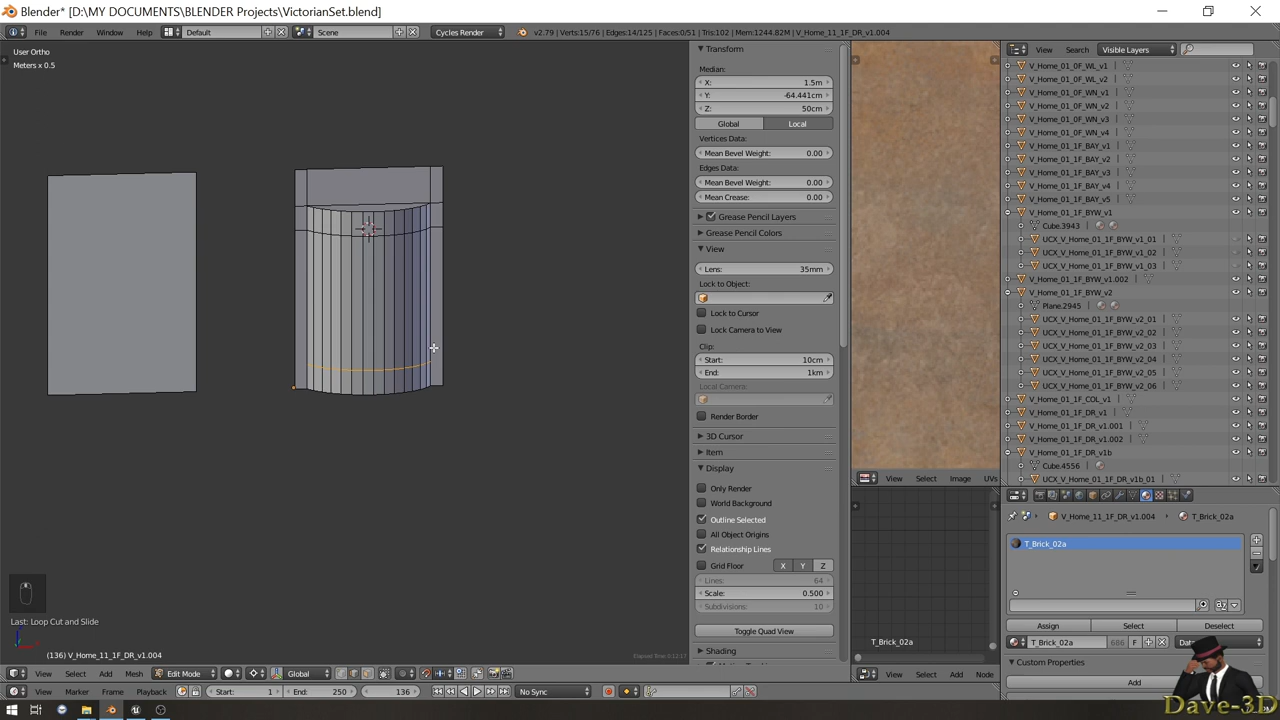 Blender* [D:\MY DOCUMENTS\BLENDER Projects\VictorianSet.blend]
File Render Window Help Default Scene Cycles Render v2.79 | Verts:15/76 | Edges:14/125 | Faces:0/51 | Tris:102 | Mem:1244.82M | V_Home_11_1F_DR_v1.004
User Ortho
Meters x 0.5
Transform
Median:
X: 1.5m
Y: -64.441cm
Z: 50cm
Global Local
Vertices Data:
Mean Bevel Weight: 0.00
Edges Data:
Mean Bevel Weight: 0.00
Mean Crease: 0.00
Grease Pencil Layers
Grease Pencil Colors
View
Lens: 35mm
Lock to Object:
Lock to Cursor
Lock Camera to View
Clip:
Start: 10cm
End: 1km
Local Camera:
Render Border
3D Cursor
Item
Display
Only Render
World Background
Outline Selected
All Object Origins
Relationship Lines
Grid Floor X Y Z
Lines: 64
Scale: 0.500
Subdivisions: 10
Toggle Quad View
Shading
View Select Image UVs
T_Brick_02a
View Select Add Node
View Search Visible Layers
V_Home_01_0F_WL_v1
V_Home_01_0F_WL_v2
V_Home_01_0F_WN_v1
V_Home_01_0F_WN_v2
V_Home_01_0F_WN_v3
V_Home_01_0F_WN_v4
V_Home_01_1F_BAY_v1
V_Home_01_1F_BAY_v2
V_Home_01_1F_BAY_v3
V_Home_01_1F_BAY_v4
V_Home_01_1F_BAY_v5
V_Home_01_1F_BYW_v1
Cube.3943
UCX_V_Home_01_1F_BYW_v1_01
UCX_V_Home_01_1F_BYW_v1_02
UCX_V_Home_01_1F_BYW_v1_03
V_Home_01_1F_BYW_v1.002
V_Home_01_1F_BYW_v2
Plane.2945
UCX_V_Home_01_1F_BYW_v2_01
UCX_V_Home_01_1F_BYW_v2_02
UCX_V_Home_01_1F_BYW_v2_03
UCX_V_Home_01_1F_BYW_v2_04
UCX_V_Home_01_1F_BYW_v2_05
UCX_V_Home_01_1F_BYW_v2_06
V_Home_01_1F_COL_v1
V_Home_01_1F_DR_v1
V_Home_01_1F_DR_v1.001
V_Home_01_1F_DR_v1.002
V_Home_01_1F_DR_v1b
Cube.4556
UCX_V_Home_01_1F_DR_v1b_01
V_Home_11_1F_DR_v1.004 T_Brick_02a
T_Brick_02a
Assign Select Deselect
T_Brick_02a 686 F
Custom Properties
Add
Last: Loop Cut and Slide
(136) V_Home_11_1F_DR_v1.004
View Select Add Mesh Edit Mode Global
View Marker Frame Playback Start: 1 End: 250 136 No Sync
Dave-3D